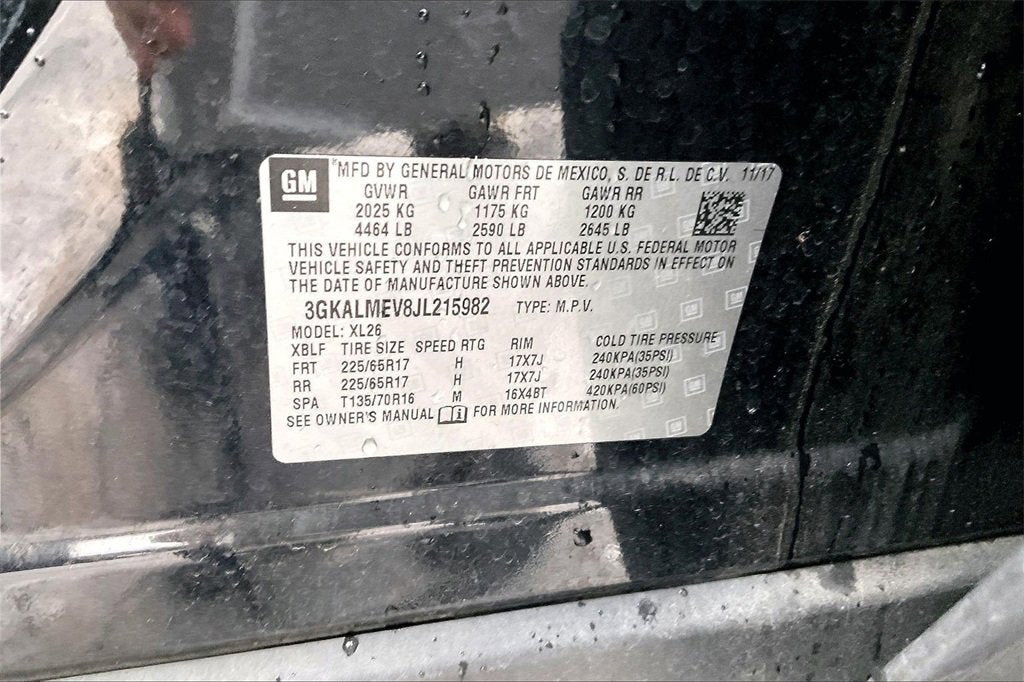 GM
MFD BY GENERAL MOTORS DE MEXICO, S. DE R.L. DE C.V. 11/17
GVWR GAWR FRT GAWR RR
2025 KG 1175 KG 1200 KG
4464 LB 2590 LB 2645 LB
THIS VEHICLE CONFORMS TO ALL APPLICABLE U.S. FEDERAL MOTOR
VEHICLE SAFETY AND THEFT PREVENTION STANDARDS IN EFFECT ON
THE DATE OF MANUFACTURE SHOWN ABOVE.
3GKALMEV8JL215982 TYPE: M.P.V.
MODEL: XL26
XBLF TIRE SIZE SPEED RTG RIM COLD TIRE PRESSURE
FRT 225/65R17 H 17X7J 240KPA(35PSI)
RR 225/65R17 H 17X7J 240KPA(35PSI)
SPA T135/70R16 M 16X4BT 420KPA(60PSI)
SEE OWNER'S MANUAL FOR MORE INFORMATION.